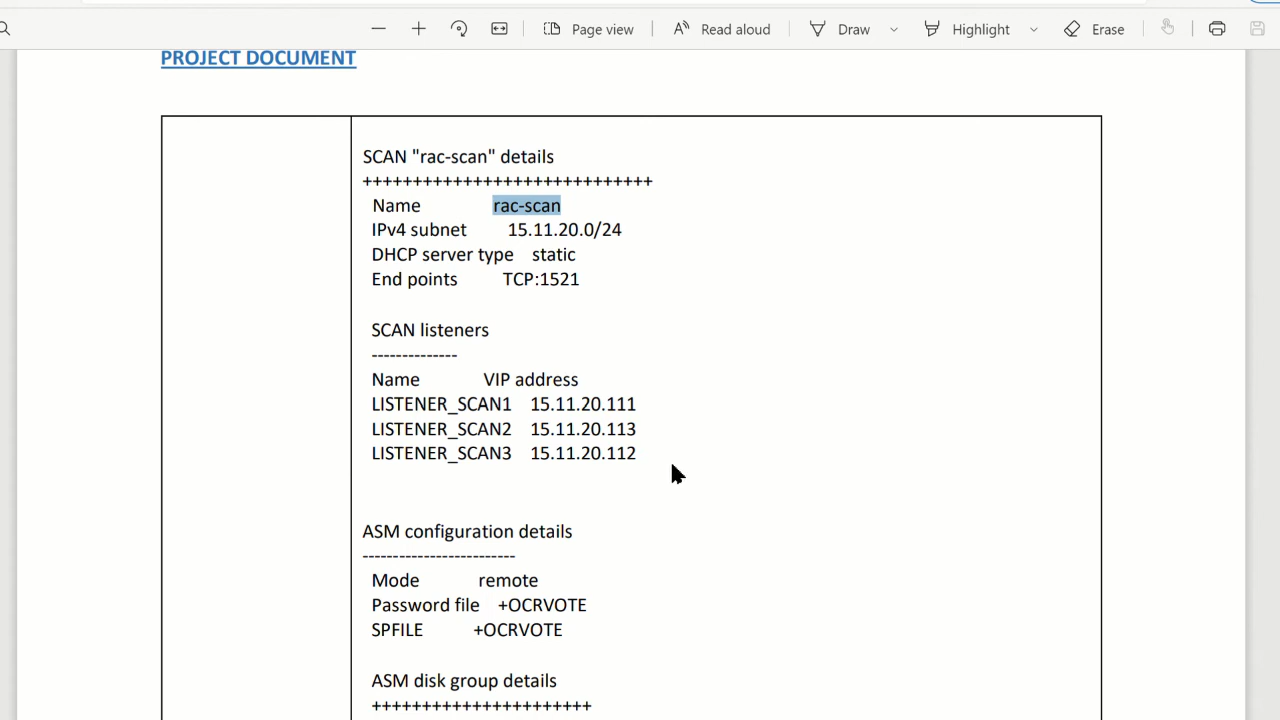 Page view
Read aloud
Draw
Highlight
Erase
PROJECT DOCUMENT
SCAN "rac-scan" details
+++++++++++++++++++++++++++++
Name rac-scan
IPv4 subnet 15.11.20.0/24
DHCP server type static
End points TCP:1521
SCAN listeners
--------------
Name VIP address
LISTENER_SCAN1 15.11.20.111
LISTENER_SCAN2 15.11.20.113
LISTENER_SCAN3 15.11.20.112
ASM configuration details
-------------------------
Mode remote
Password file +OCRVOTE
SPFILE +OCRVOTE
ASM disk group details
++++++++++++++++++++++